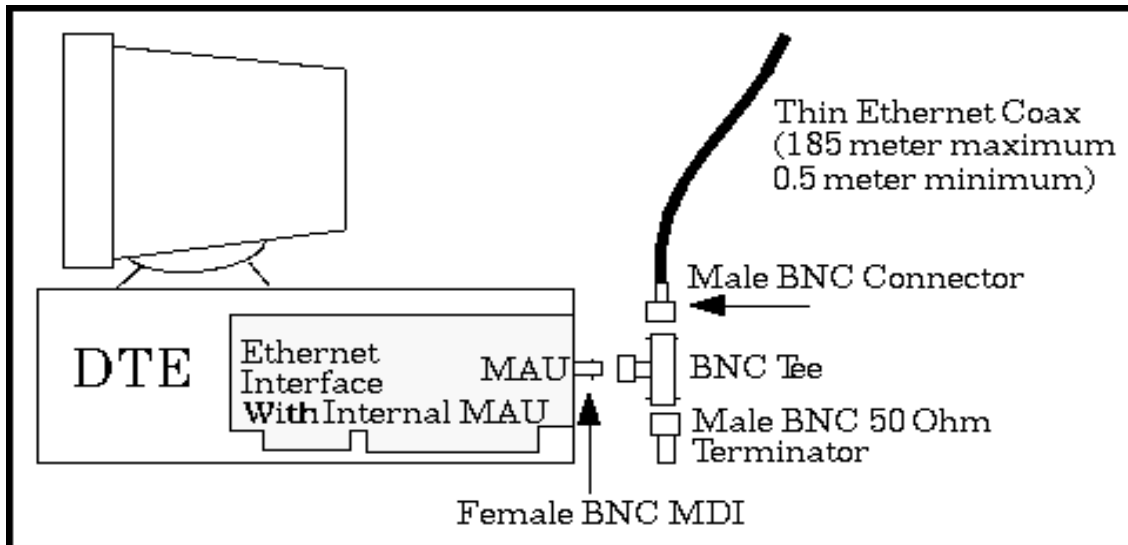 Thin Ethernet Coax
(185 meter maximum
0.5 meter minimum)
Male BNC Connector
DTE
Ethernet
Interface
With Internal MAU
MAU
BNC Tee
Male BNC 50 Ohm
Terminator
Female BNC MDI